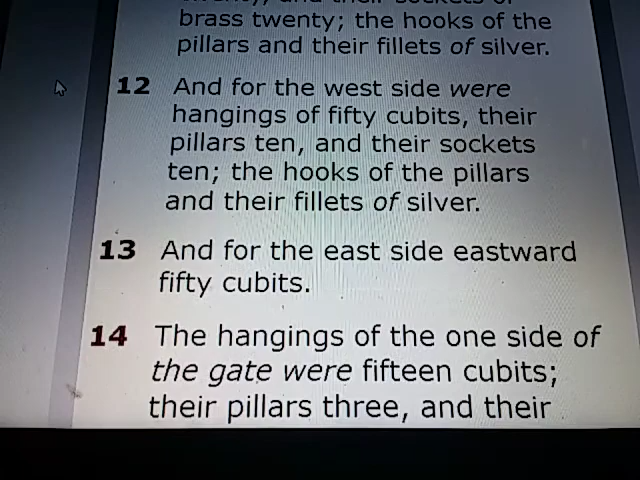 brass twenty; the hooks of the
pillars and their fillets of silver.
12 And for the west side were
hangings of fifty cubits, their
pillars ten, and their sockets
ten; the hooks of the pillars
and their fillets of silver.
13 And for the east side eastward
fifty cubits.
14 The hangings of the one side of
the gate were fifteen cubits;
their pillars three, and their